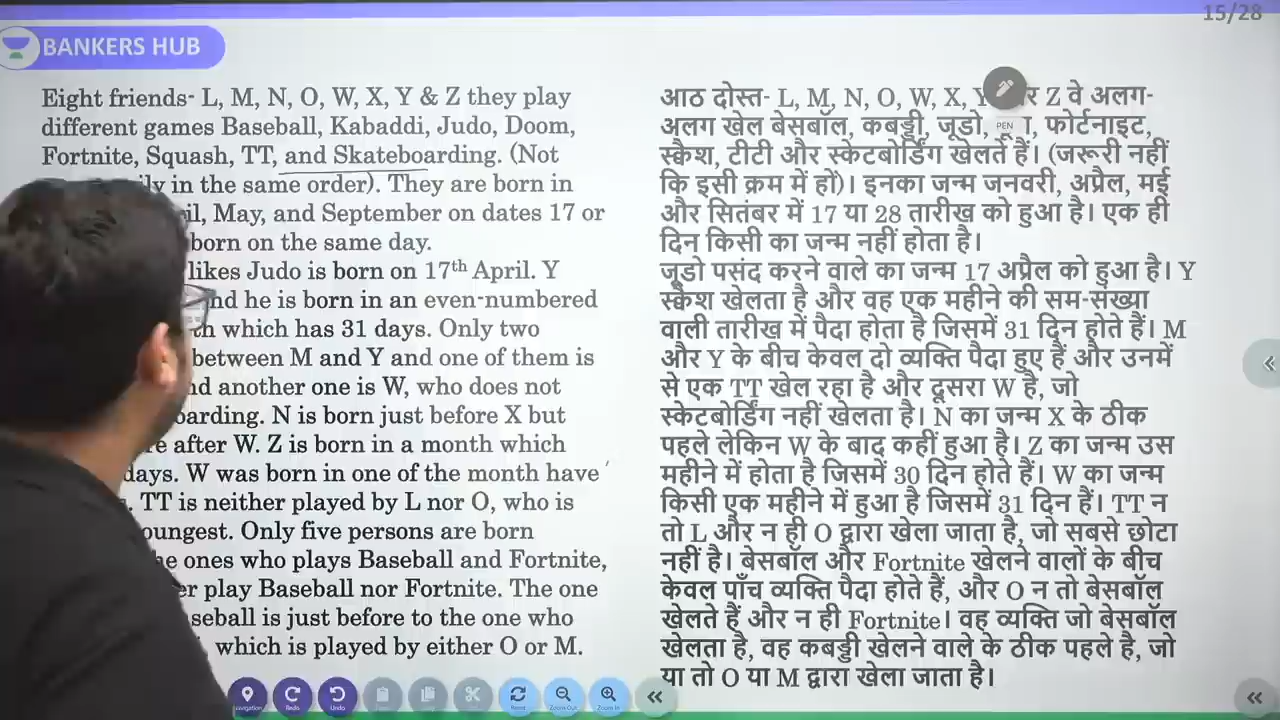 15/28
BANKERS HUB
Eight friends- L, M, N, O, W, X, Y & Z they play
different games Baseball, Kabaddi, Judo, Doom,
Fortnite, Squash, TT, and Skateboarding. (Not
in the same order). They are born in
May, and September on dates 17 or
born on the same day.
likes Judo is born on 17th April. Y
he is born in an even-numbered
which has 31 days. Only two
between M and Y and one of them is
another one is W, who does not
N is born just before X but
after W. Z is born in a month which
days. W was born in one of the month have
TT is neither played by L nor O, who is
Only five persons are born
ones who plays Baseball and Fortnite,
play Baseball nor Fortnite. The one
is just before to the one who
which is played by either O or M.
आठ दोस्त- L, M, N, O, W, X, Y Z वे अलग-
अलग खेल बेसबॉल, कबड्डी, जूडो, फोर्टनाइट,
स्कैश, टीटी और स्केटबोर्डिंग खेलते हैं। (जरूरी नहीं
कि इसी क्रम में हों)। इनका जन्म जनवरी, अप्रैल, मई
और सितंबर में 17 या 28 तारीख को हुआ है। एक ही
दिन किसी का जन्म नहीं होता है।
जूडो पसंद करने वाले का जन्म 17 अप्रैल को हुआ है। Y
स्कैश खेलता है और वह एक महीने की सम-संख्या
वाली तारीख में पैदा होता है जिसमें 31 दिन होते हैं। M
और Y के बीच केवल दो व्यक्ति पैदा हुए हैं और उनमें
से एक TT खेल रहा है और दूसरा W है, जो
स्केटबोर्डिंग नहीं खेलता है। N का जन्म X के ठीक
पहले लेकिन W के बाद कहीं हुआ है। Z का जन्म उस
महीने में होता है जिसमें 30 दिन होते हैं। W का जन्म
किसी एक महीने में हुआ है जिसमें 31 दिन हैं। TT न
तो L और न ही O द्वारा खेला जाता है, जो सबसे छोटा
नहीं है। बेसबॉल और Fortnite खेलने वालों के बीच
केवल पाँच व्यक्ति पैदा होते हैं, और O न तो बेसबॉल
खेलते हैं और न ही Fortnite। वह व्यक्ति जो बेसबॉल
खेलता है, वह कबड्डी खेलने वाले के ठीक पहले है, जो
या तो O या M द्वारा खेला जाता है।
PEN
Redo
Undo
Reset
Zoom Out
Zoom In